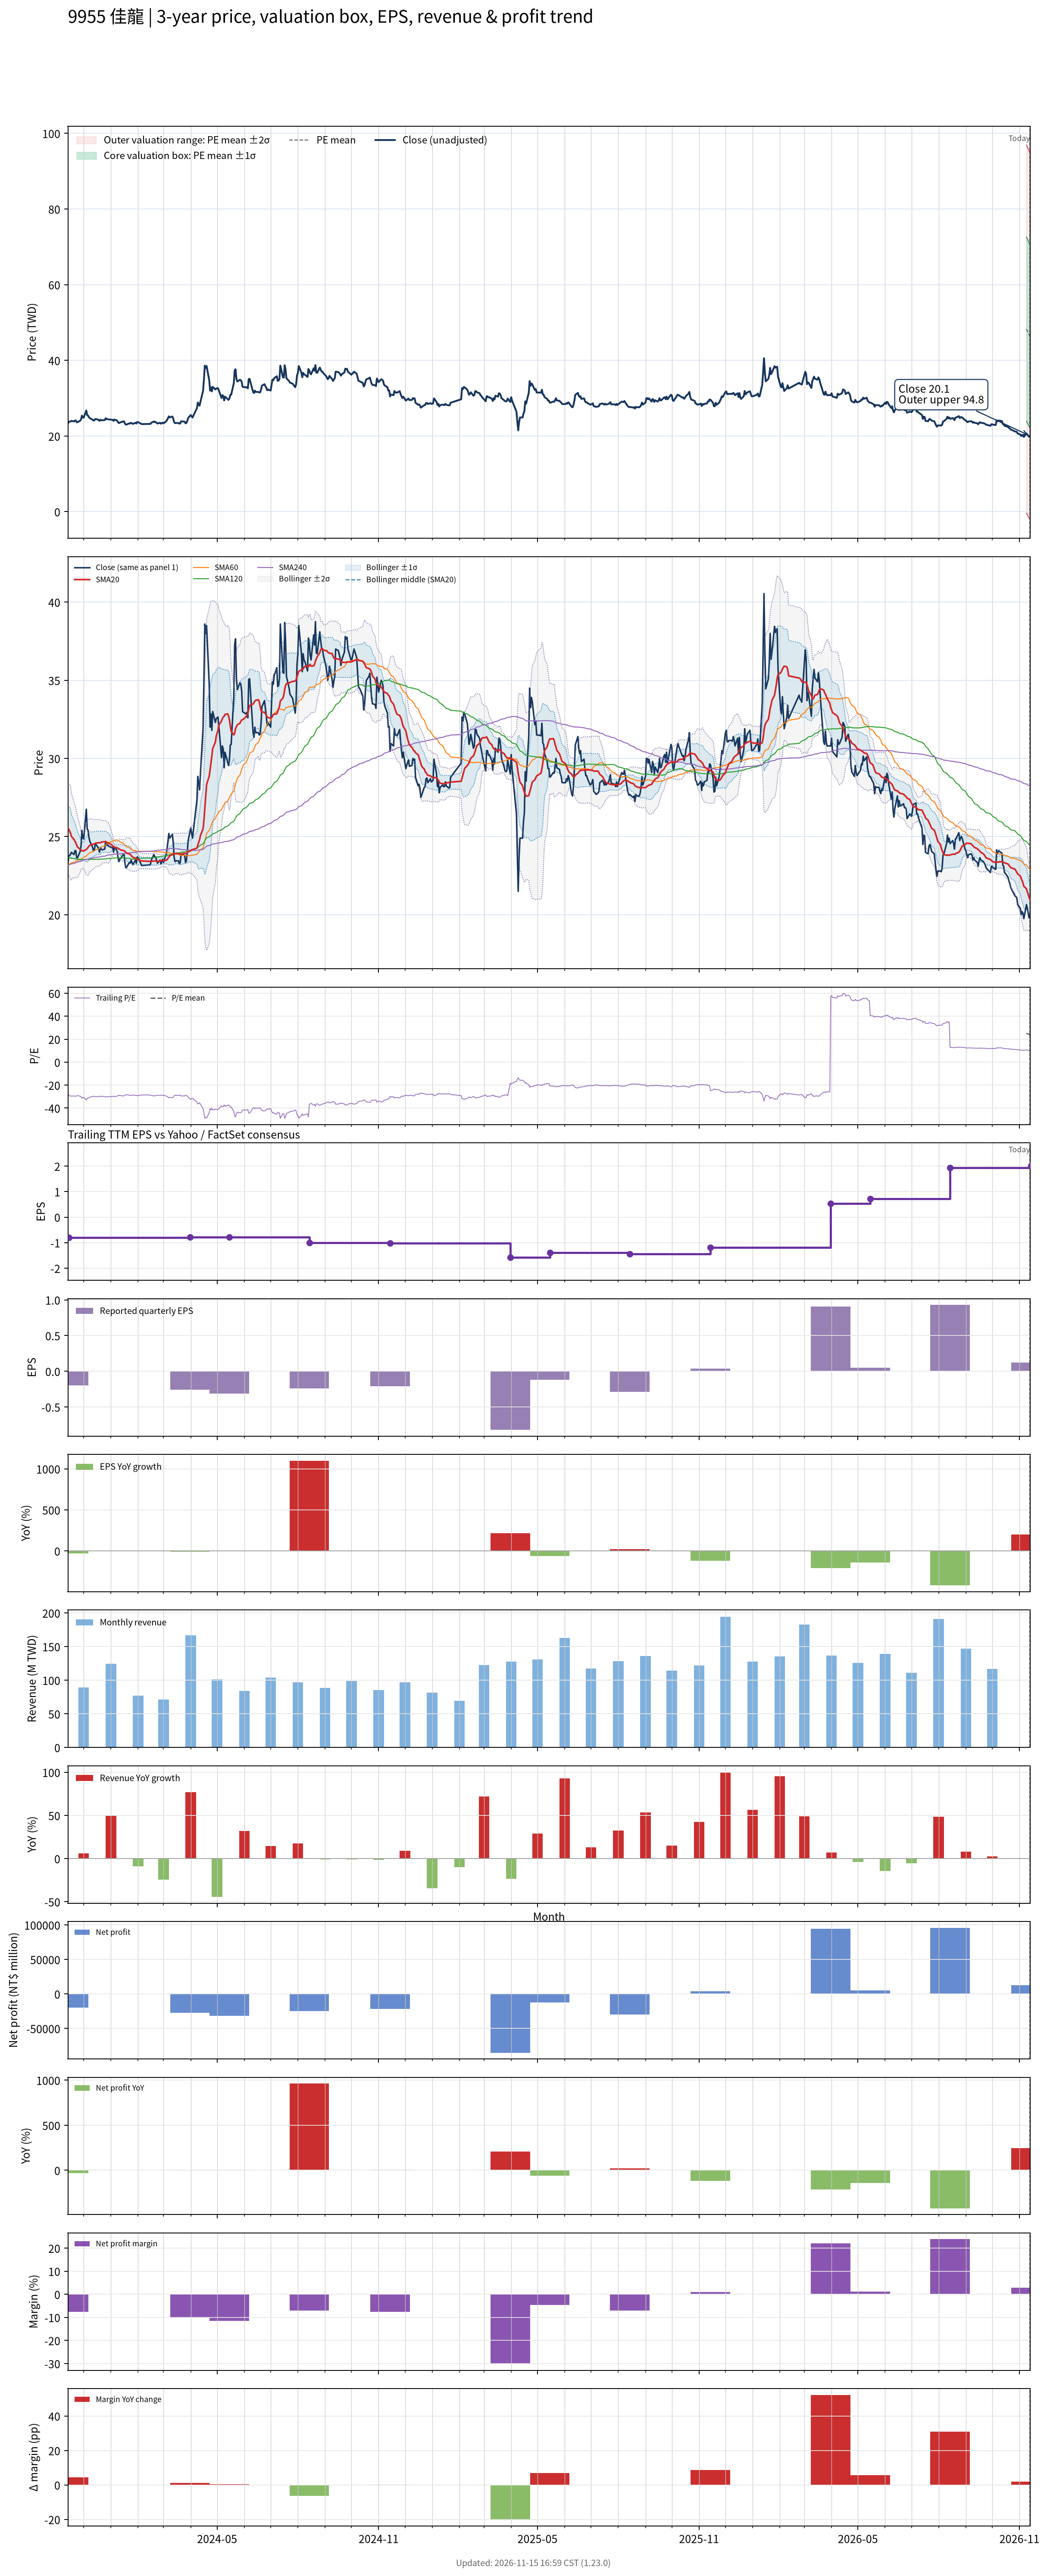 9955 佳龍 | 3-year price, valuation box, EPS, revenue & profit trend
Outer valuation range: PE mean ±2σ
PE mean
Close (unadjusted)
Core valuation box: PE mean ±1σ
Today
100
80
60
40
20
0
Price (TWD)
Close 20.1
Outer upper 94.8
Close (same as panel 1)
SMA60
SMA240
Bollinger ±1σ
SMA20
SMA120
Bollinger ±2σ
Bollinger middle (SMA20)
40
35
30
25
20
Price
Trailing P/E
P/E mean
60
40
20
0
-20
-40
P/E
Trailing TTM EPS vs Yahoo / FactSet consensus
Today
2
1
0
-1
-2
EPS
Reported quarterly EPS
1.0
0.5
0.0
-0.5
EPS
EPS YoY growth
1000
500
0
YoY (%)
Monthly revenue
200
150
100
50
0
Revenue (M TWD)
Revenue YoY growth
100
50
0
-50
YoY (%)
Month
Net profit
100000
50000
0
-50000
Net profit (NT$ million)
Net profit YoY
1000
500
0
YoY (%)
Net profit margin
20
10
0
-10
-20
-30
Margin (%)
Margin YoY change
40
20
0
-20
Δ margin (pp)
2024-05
2024-11
2025-05
2025-11
2026-05
2026-11
Updated: 2026-11-15 16:59 CST (1.23.0)